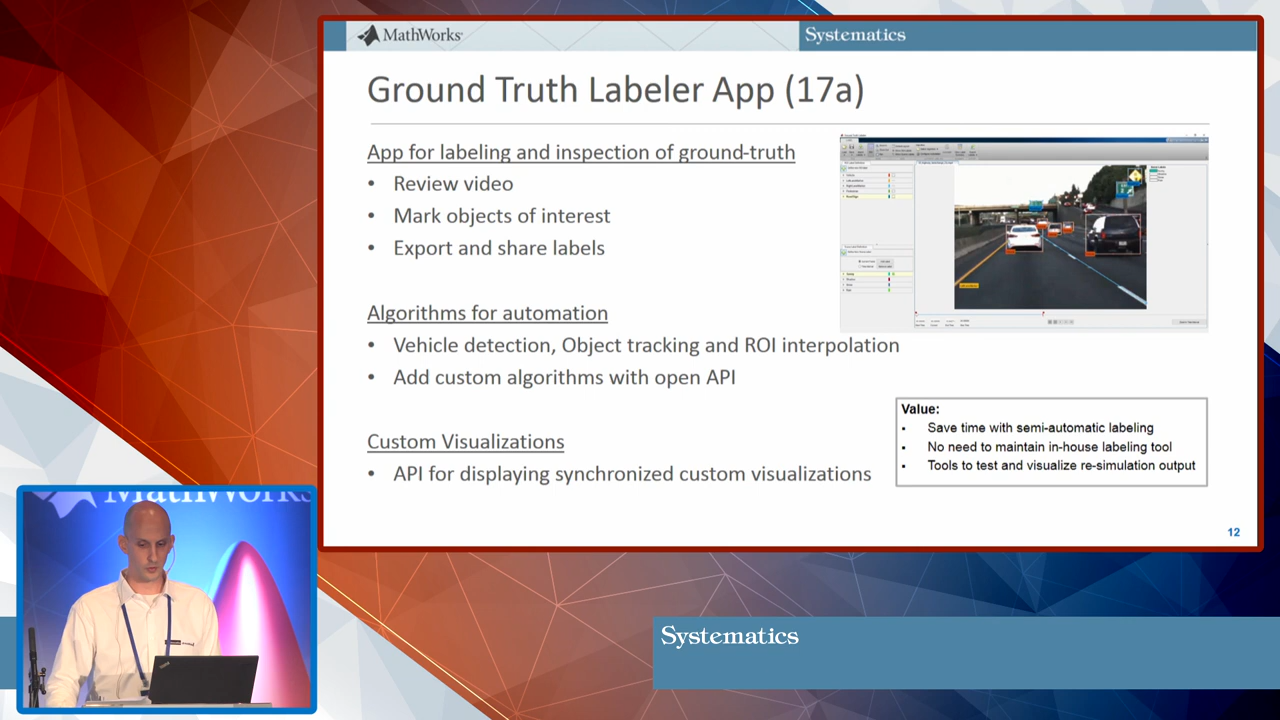 MathWorks®
Systematics
Ground Truth Labeler App (17a)
App for labeling and inspection of ground-truth
• Review video
• Mark objects of interest
• Export and share labels
Algorithms for automation
• Vehicle detection, Object tracking and ROI interpolation
• Add custom algorithms with open API
Value:
• Save time with semi-automatic labeling
• No need to maintain in-house labeling tool
• Tools to test and visualize re-simulation output
Custom Visualizations
• API for displaying synchronized custom visualizations
12
MathWorks
Systematics